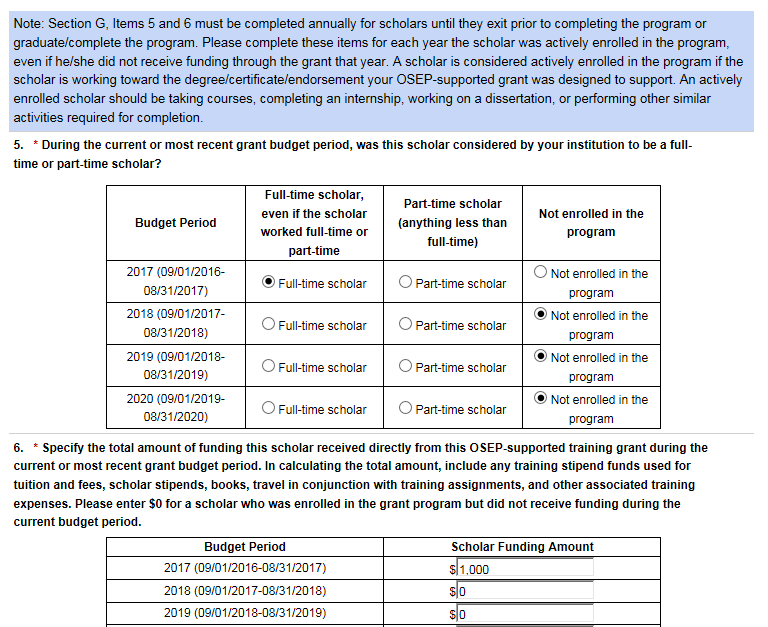 Note: Section G, Items 5 and 6 must be completed annually for scholars until they exit prior to completing the program or
graduate/complete the program. Please complete these items for each year the scholar was actively enrolled in the program,
even if he/she did not receive funding through the grant that year. A scholar is considered actively enrolled in the program if the
scholar is working toward the degree/certificate/endorsement your OSEP-supported grant was designed to support. An actively
enrolled scholar should be taking courses, completing an internship, working on a dissertation, or performing other similar
activities required for completion.
5. * During the current or most recent grant budget period, was this scholar considered by your institution to be a full-
time or part-time scholar?
Budget Period
Full-time scholar,
even if the scholar
worked full-time or
part-time
Part-time scholar
(anything less than
full-time)
Not enrolled in the
program
2017 (09/01/2016-
08/31/2017)
Full-time scholar
Part-time scholar
Not enrolled in the
program
2018 (09/01/2017-
08/31/2018)
Full-time scholar
Part-time scholar
Not enrolled in the
program
2019 (09/01/2018-
08/31/2019)
Full-time scholar
Part-time scholar
Not enrolled in the
program
2020 (09/01/2019-
08/31/2020)
Full-time scholar
Part-time scholar
Not enrolled in the
program
6. * Specify the total amount of funding this scholar received directly from this OSEP-supported training grant during the
current or most recent grant budget period. In calculating the total amount, include any training stipend funds used for
tuition and fees, scholar stipends, books, travel in conjunction with training assignments, and other associated training
expenses. Please enter $0 for a scholar who was enrolled in the grant program but did not receive funding during the
current budget period.
Budget Period Scholar Funding Amount
2017 (09/01/2016-08/31/2017) $1,000
2018 (09/01/2017-08/31/2018) $0
2019 (09/01/2018-08/31/2019) $0